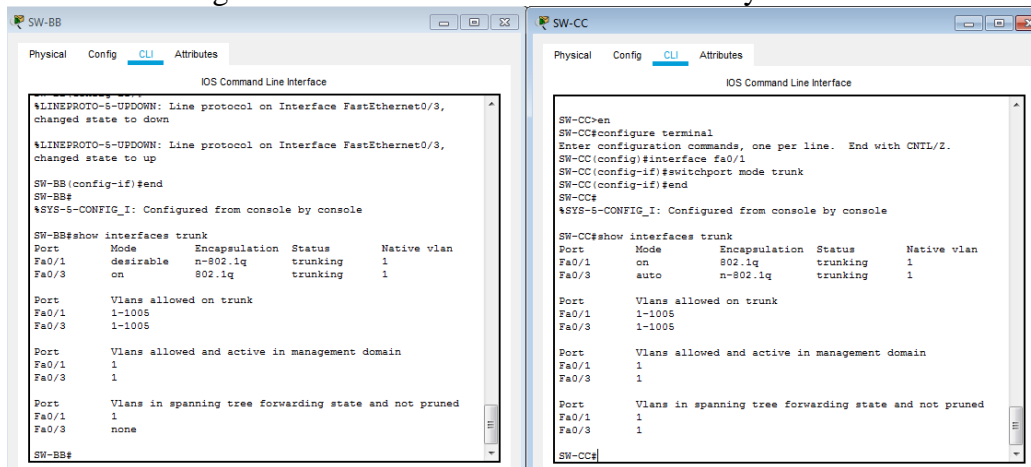 SW-BB
Physical Config CLI Attributes
IOS Command Line Interface
%LINEPROTO-5-UPDOWN: Line protocol on Interface FastEthernet0/3,
changed state to down
%LINEPROTO-5-UPDOWN: Line protocol on Interface FastEthernet0/3,
changed state to up
SW-BB(config-if)#end
SW-BB#
%SYS-5-CONFIG_I: Configured from console by console
SW-BB#show interfaces trunk
Port Mode Encapsulation Status Native vlan
Fa0/1 desirable n-802.1q trunking 1
Fa0/3 on 802.1q trunking 1
Port Vlans allowed on trunk
Fa0/1 1-1005
Fa0/3 1-1005
Port Vlans allowed and active in management domain
Fa0/1 1
Fa0/3 1
Port Vlans in spanning tree forwarding state and not pruned
Fa0/1 1
Fa0/3 none
SW-BB#
SW-CC
Physical Config CLI Attributes
IOS Command Line Interface
SW-CC>en
SW-CC#configure terminal
Enter configuration commands, one per line. End with CNTL/Z.
SW-CC(config)#interface fa0/1
SW-CC(config-if)#switchport mode trunk
SW-CC(config-if)#end
SW-CC#
%SYS-5-CONFIG_I: Configured from console by console
SW-CC#show interfaces trunk
Port Mode Encapsulation Status Native vlan
Fa0/1 on 802.1q trunking 1
Fa0/3 auto n-802.1q trunking 1
Port Vlans allowed on trunk
Fa0/1 1-1005
Fa0/3 1-1005
Port Vlans allowed and active in management domain
Fa0/1 1
Fa0/3 1
Port Vlans in spanning tree forwarding state and not pruned
Fa0/1 1
Fa0/3 1
SW-CC#